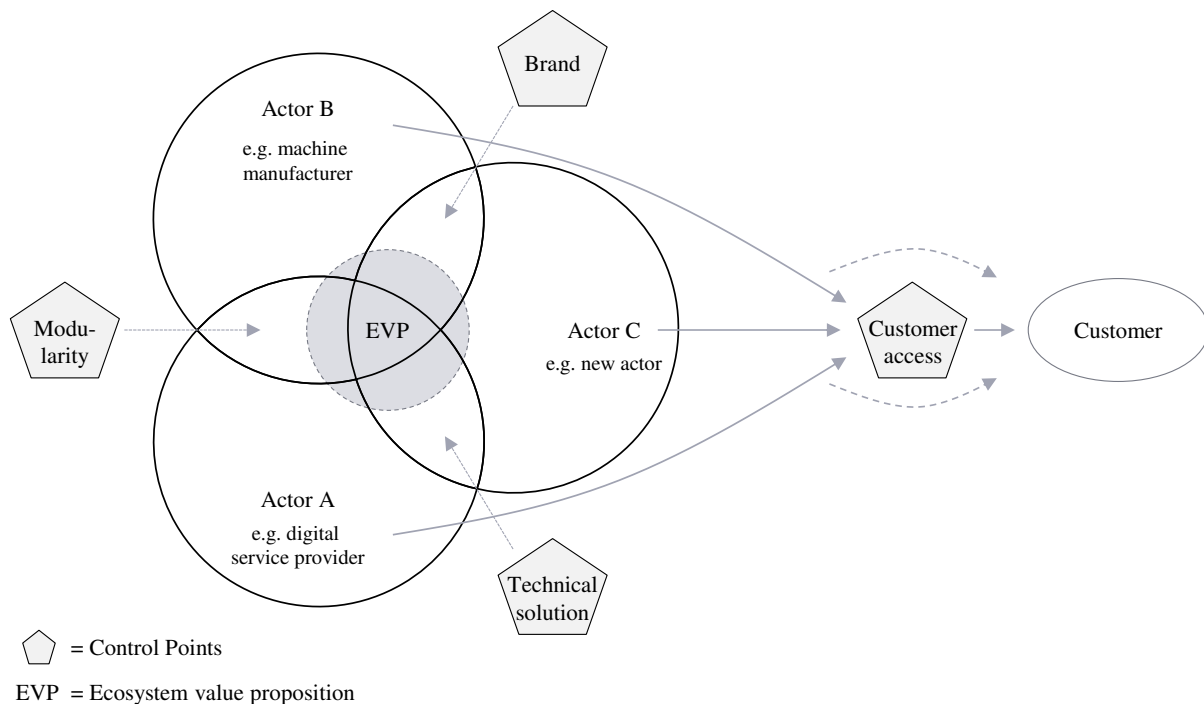 Brand
Actor B
e.g. machine
manufacturer
Modu-
larity
EVP
Actor C
e.g. new actor
Customer
access
Customer
Actor A
e.g. digital
service provider
Technical
solution
= Control Points
EVP = Ecosystem value proposition